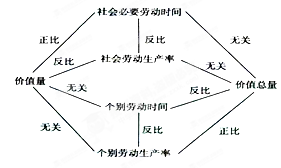 社会必要劳动时间
正比 反比 无关
反比 社会劳动生产率 无关
价值量 价值总量
无关 个别劳动时间 反比
无关 反比 正比
个别劳动生产率